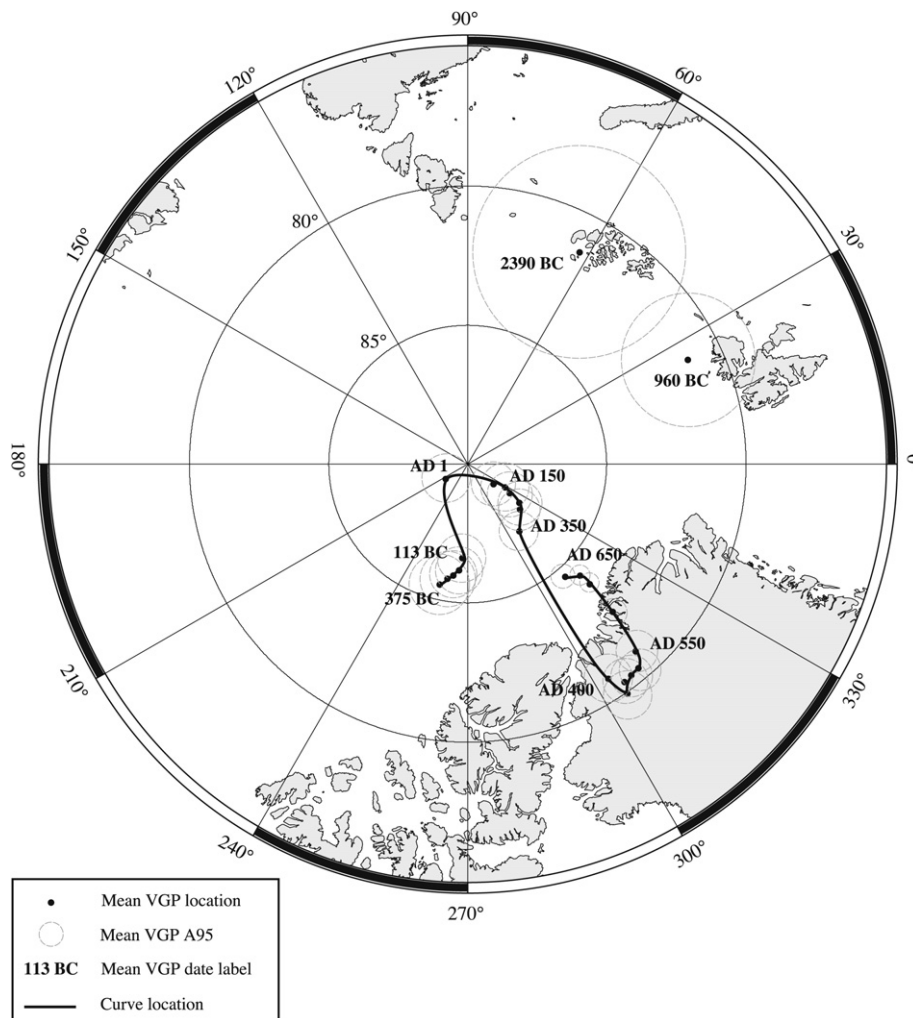 90°
120°
60°
80°
150°
30°
2390 BC
85°
960 BC
180°
0°
AD 1
AD 150
AD 350
113 BC
AD 650
375 BC
AD 550
AD 400
210°
330°
240°
300°
270°
Mean VGP location
Mean VGP A95
113 BC Mean VGP date label
Curve location